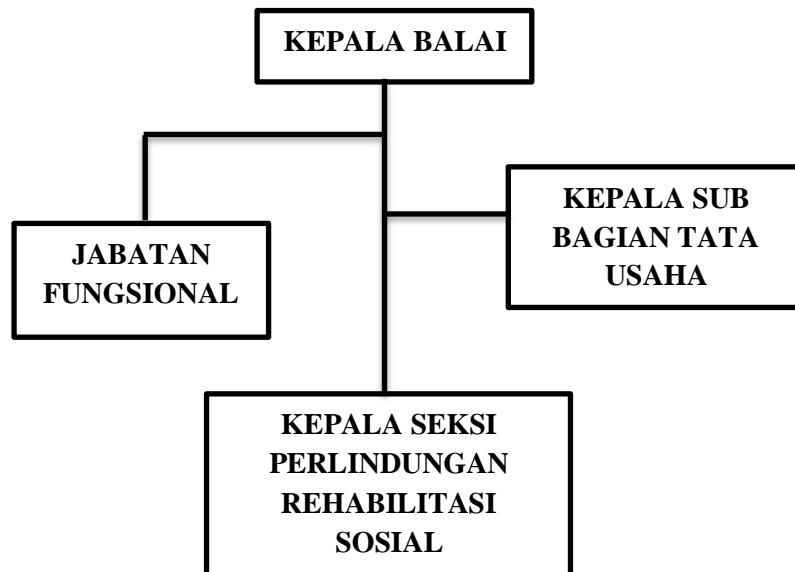 KEPALA BALAI
JABATAN
FUNGSIONAL
KEPALA SUB
BAGIAN TATA
USAHA
KEPALA SEKSI
PERLINDUNGAN
REHABILITASI
SOSIAL